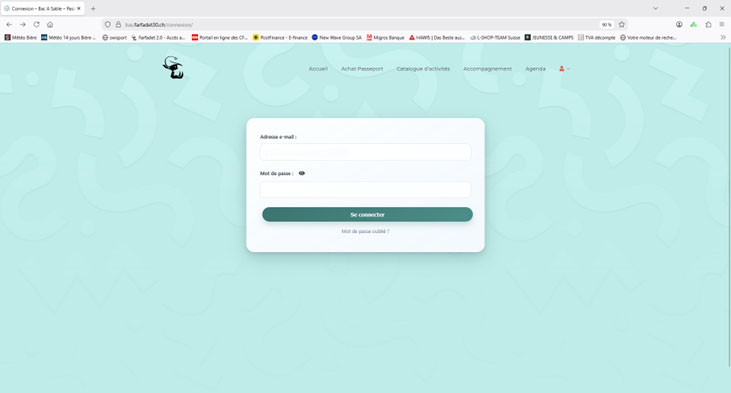 Connexion – Bac A Sable – Pas
bac.farfadet30.ch/connexion/
90 %
Météo Bière
Météo 14 jours Bière ...
owisport
Farfadet 2.0 - Accès a...
Portail en ligne des CF...
PostFinance - E-finance
New Wave Group SA
Migros Banque
HAWK | Das Beste aus...
L-SHOP-TEAM Suisse
JEUNESSE & CAMPS
TVA décompte
Votre moteur de reche...
Accueil
Achat Passeport
Catalogue d'activités
Accompagnement
Agenda
Adresse e-mail :
Mot de passe :
Se connecter
Mot de passe oublié ?